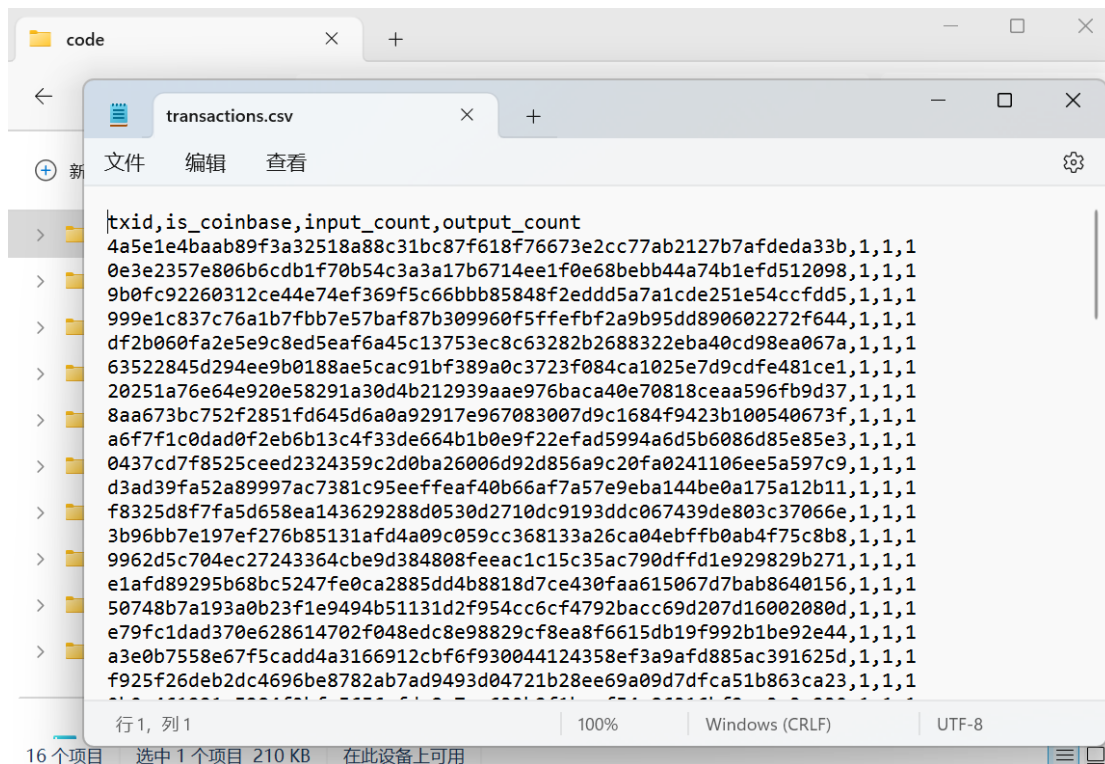 code
transactions.csv
文件 编辑 查看
新
txid,is_coinbase,input_count,output_count
4a5e1e4baab89f3a32518a88c31bc87f618f76673e2cc77ab2127b7afdeda33b,1,1,1
0e3e2357e806b6cdb1f70b54c3a3a17b6714ee1f0e68bebb44a74b1efd512098,1,1,1
9b0fc92260312ce44e74ef369f5c66bbb85848f2eddd5a7a1cde251e54ccfdd5,1,1,1
999e1c837c76a1b7fbb7e57baf87b309960f5ffefbf2a9b95dd890602272f644,1,1,1
df2b060fa2e5e9c8ed5eaf6a45c13753ec8c63282b2688322eba40cd98ea067a,1,1,1
63522845d294ee9b0188ae5cac91bf389a0c3723f084ca1025e7d9cdfe481ce1,1,1,1
20251a76e64e920e58291a30d4b212939aae976baca40e70818ceaa596fb9d37,1,1,1
8aa673bc752f2851fd645d6a0a92917e967083007d9c1684f9423b100540673f,1,1,1
a6f7f1c0dad0f2eb6b13c4f33de664b1b0e9f22efad5994a6d5b6086d85e85e3,1,1,1
0437cd7f8525ceed2324359c2d0ba26006d92d856a9c20fa0241106ee5a597c9,1,1,1
d3ad39fa52a89997ac7381c95eeffeaf40b66af7a57e9eba144be0a175a12b11,1,1,1
f8325d8f7fa5d658ea143629288d0530d2710dc9193ddc067439de803c37066e,1,1,1
3b96bb7e197ef276b85131afd4a09c059cc368133a26ca04ebffb0ab4f75c8b8,1,1,1
9962d5c704ec27243364cbe9d384808feeac1c15c35ac790dffd1e929829b271,1,1,1
e1afd89295b68bc5247fe0ca2885dd4b8818d7ce430faa615067d7bab8640156,1,1,1
50748b7a193a0b23f1e9494b51131d2f954cc6cf4792bacc69d207d16002080d,1,1,1
e79fc1dad370e628614702f048edc8e98829cf8ea8f6615db19f992b1be92e44,1,1,1
a3e0b7558e67f5cadd4a3166912cbf6f930044124358ef3a9afd885ac391625d,1,1,1
f925f26deb2dc4696be8782ab7ad9493d04721b28ee69a09d7dfca51b863ca23,1,1,1
行 1，列 1 100% Windows (CRLF) UTF-8
16 个项目 选中 1 个项目 210 KB 在此设备上可用